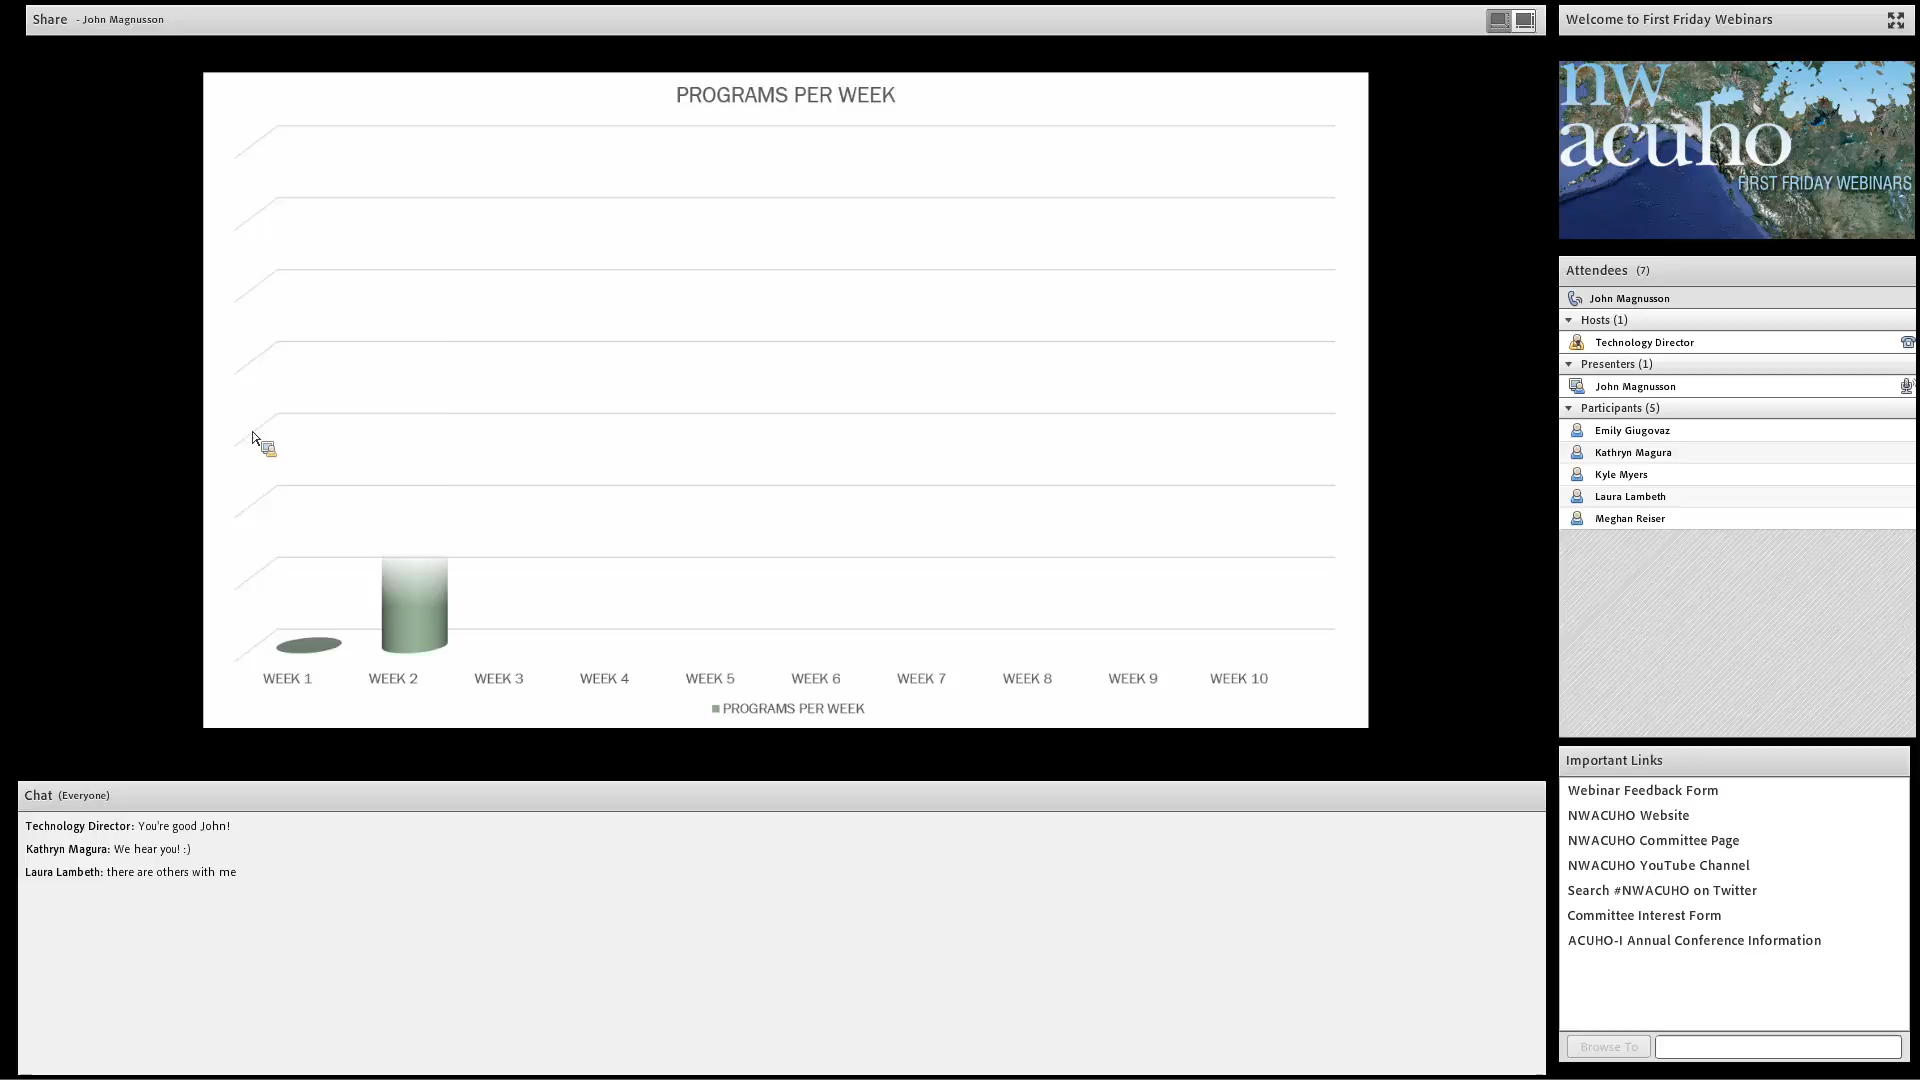 Share - John Magnusson
PROGRAMS PER WEEK
WEEK 1 WEEK 2 WEEK 3 WEEK 4 WEEK 5 WEEK 6 WEEK 7 WEEK 8 WEEK 9 WEEK 10
PROGRAMS PER WEEK
Chat (Everyone)
Technology Director: You're good John!
Kathryn Magura: We hear you! :)
Laura Lambeth: there are others with me
Welcome to First Friday Webinars
nw
acuho
FIRST FRIDAY WEBINARS
Attendees (7)
John Magnusson
Hosts (1)
Technology Director
Presenters (1)
John Magnusson
Participants (5)
Emily Giugovaz
Kathryn Magura
Kyle Myers
Laura Lambeth
Meghan Reiser
Important Links
Webinar Feedback Form
NWACUHO Website
NWACUHO Committee Page
NWACUHO YouTube Channel
Search #NWACUHO on Twitter
Committee Interest Form
ACUHO-I Annual Conference Information
Browse To